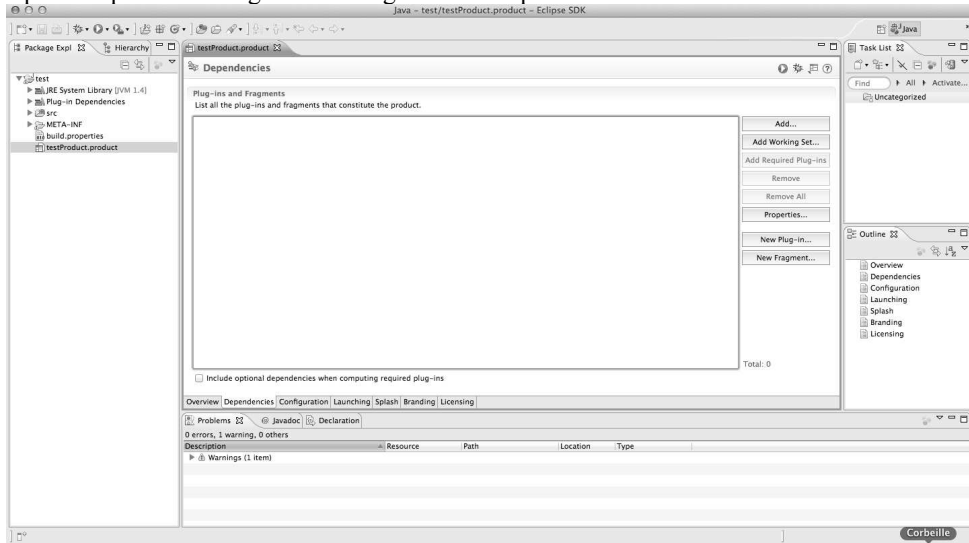 Java - test/testProduct.product - Eclipse SDK
Java
Package Expl
Hierarchy
testProduct.product
Task List
test
JRE System Library [JVM 1.4]
Plug-in Dependencies
src
META-INF
build.properties
testProduct.product
Dependencies
Plug-ins and Fragments
List all the plug-ins and fragments that constitute the product.
Add...
Add Working Set...
Add Required Plug-ins
Remove
Remove All
Properties...
New Plug-in...
New Fragment...
Total: 0
Include optional dependencies when computing required plug-ins
Overview Dependencies Configuration Launching Splash Branding Licensing
Find All Activate...
Uncategorized
Outline
Overview
Dependencies
Configuration
Launching
Splash
Branding
Licensing
Problems Javadoc Declaration
0 errors, 1 warning, 0 others
Description Resource Path Location Type
Warnings (1 item)
Corbeille